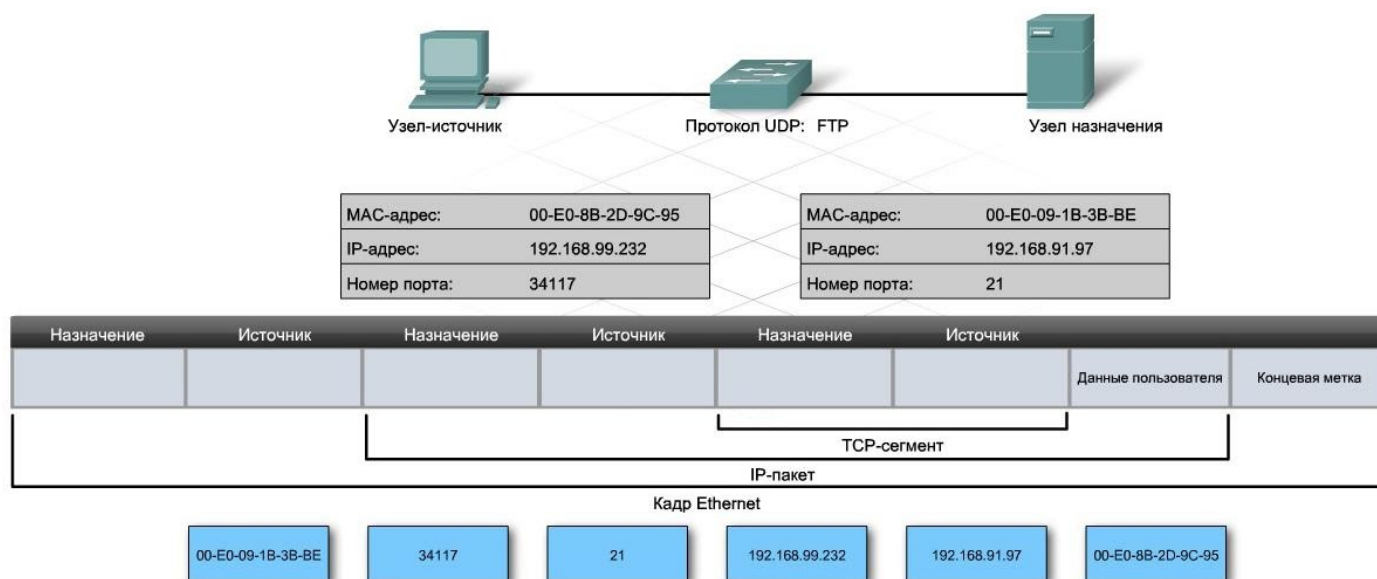 Узел-источник Протокол UDP: FTP Узел назначения
MAC-адрес: 00-E0-8B-2D-9C-95
IP-адрес: 192.168.99.232
Номер порта: 34117
MAC-адрес: 00-E0-09-1B-3B-BE
IP-адрес: 192.168.91.97
Номер порта: 21
Назначение Источник Назначение Источник Назначение Источник
Данные пользователя Концевая метка
TCP-сегмент
IP-пакет
Кадр Ethernet
00-E0-09-1B-3B-BE 34117 21 192.168.99.232 192.168.91.97 00-E0-8B-2D-9C-95